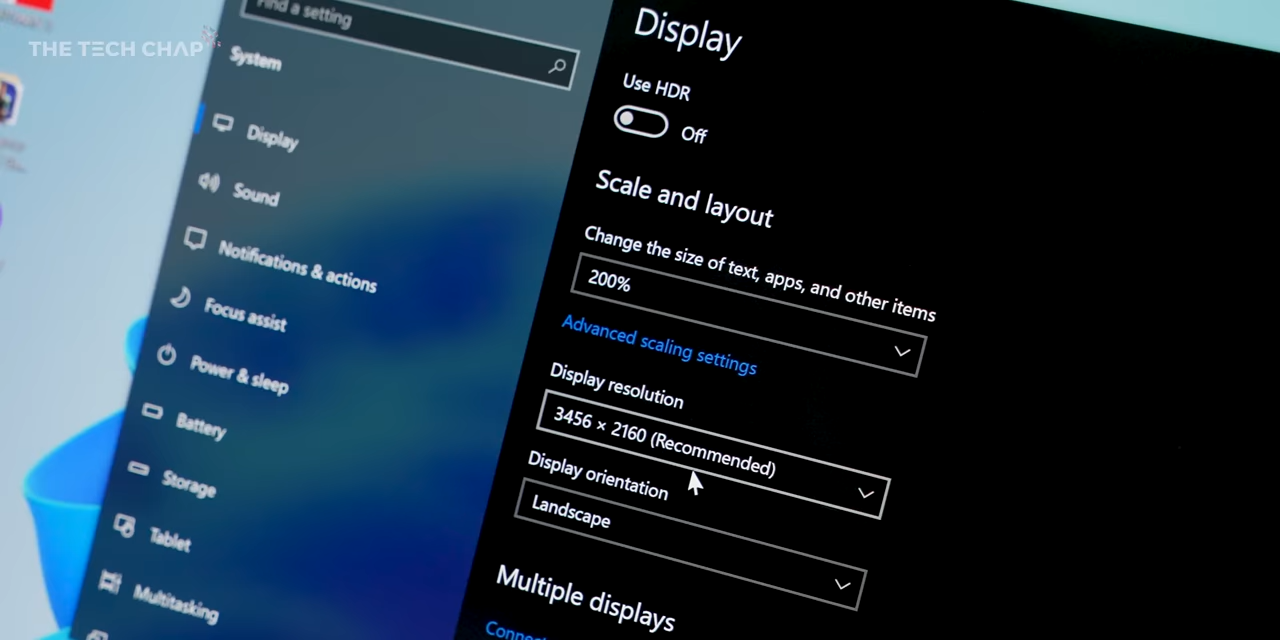 THE TECH CHAP
Find a setting
System
Display
Sound
Notifications & actions
Focus assist
Power & sleep
Battery
Storage
Tablet
Multitasking
Display
Use HDR
Off
Scale and layout
Change the size of text, apps, and other items
200%
Advanced scaling settings
Display resolution
3456 × 2160 (Recommended)
Display orientation
Landscape
Multiple displays